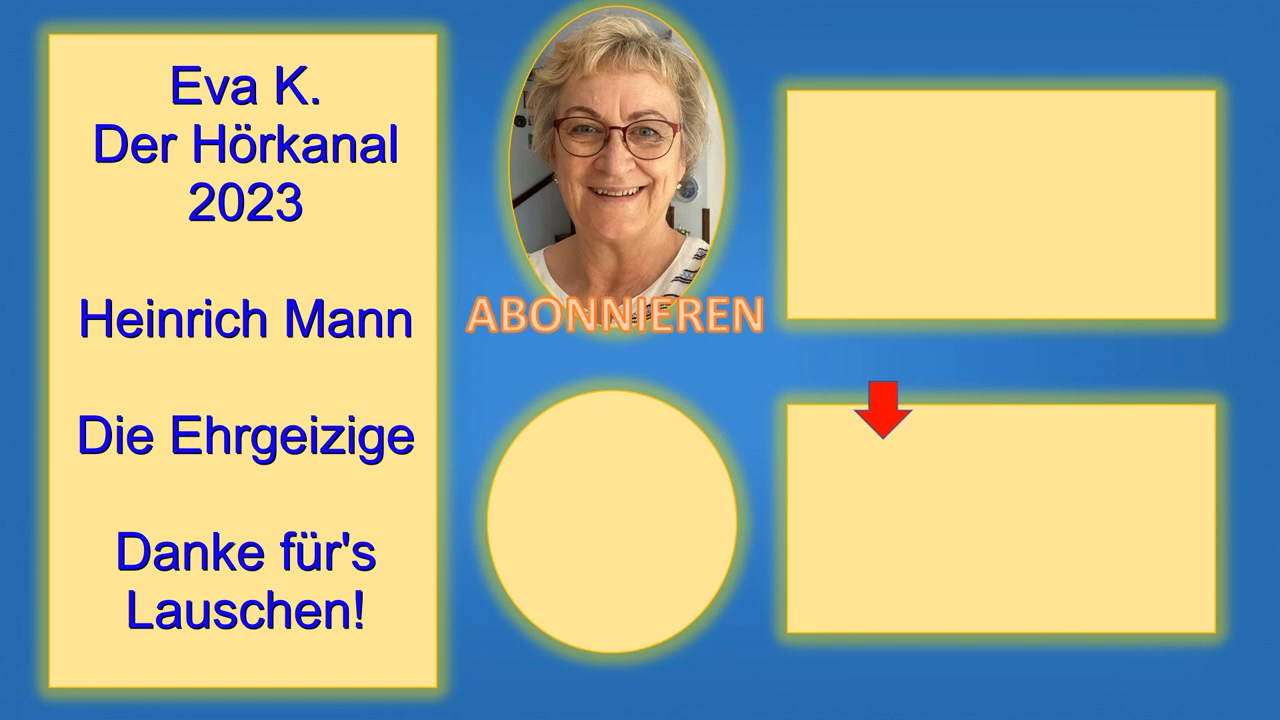 Eva K.
Der Hörkanal
2023
Heinrich Mann
Die Ehrgeizige
Danke für's
Lauschen!
ABONNIEREN